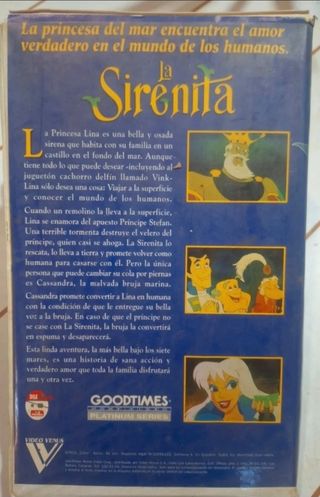 La princesa del mar encuentra el amor
verdadero en el mundo de los humanos.
la
Sirenita
La Princesa Lina es una bella y osada
sirena que habita con su familia en un
castillo en el fondo del mar. Aunque
tiene todo lo que puede desear -incluyendo al
juguetón cachorro delfín llamado Vink-
Lina sólo desea una cosa: Viajar a la superficie
y conocer el mundo de los humanos.
Cuando un remolino la lleva a la superficie,
Lina se enamora del apuesto Príncipe Stefan.
Una terrible tormenta destruye el velero del
príncipe, quien casi se ahoga. La Sirenita lo
rescata, lo lleva a tierra y promete volver como
humana para casarse con él. Pero la única
persona que puede cambiar su cola por piernas
es Cassandra, la malvada bruja marina.
Cassandra promete convertir a Lina en humana
con la condición de que le entregue su bella
voz a la bruja. En caso de que el príncipe no
se case con La Sirenita, la bruja la convertirá
en espuma y desaparecerá.
Esta linda aventura, la más bella bajo los siete
mares, es una historia de sana acción y
verdadero amor que toda la familia disfrutará
una y otra vez.
GOODTIMES
PLATINUM SERIES
VIDEO VENUS
V